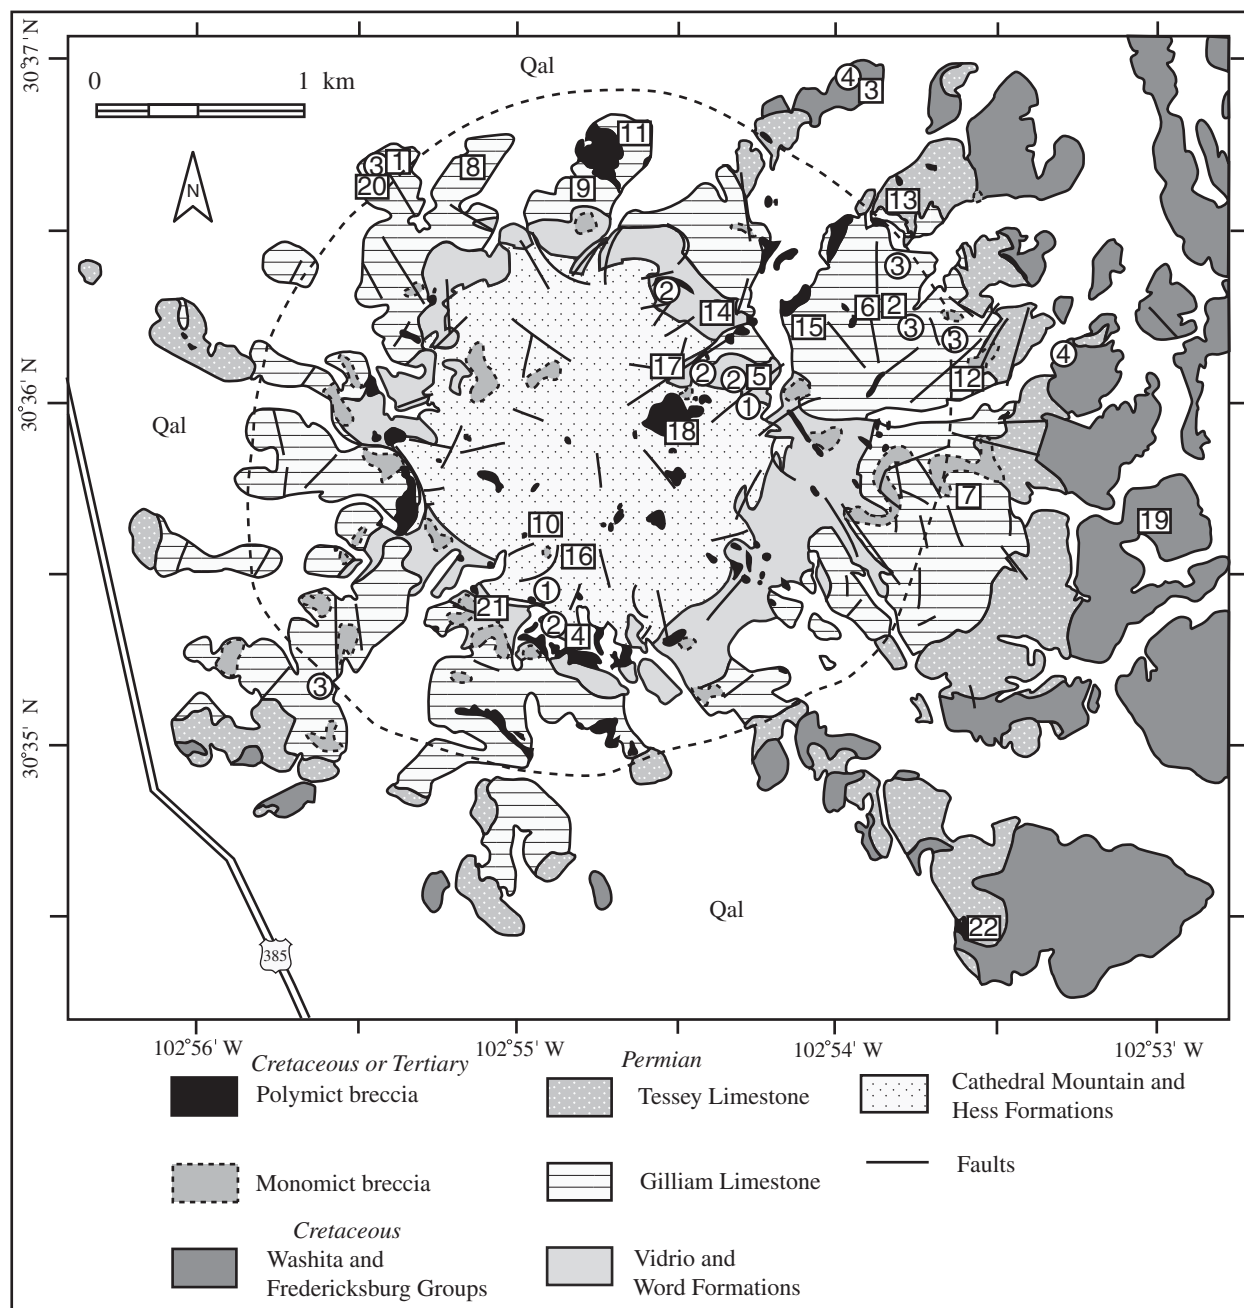 30°37' N
Qal
0 1 km
N
4
3
11
3 1 8
20 9
13
3
2
14 6 2
15 3
3
17 2 2 5
12
4
1
30°36' N
Qal
18
7
10 19
16
1
21
2 4
3
30°35' N
Qal
22
385
102°56' W 102°55' W 102°54' W 102°53' W
Cretaceous or Tertiary
Polymict breccia
Monomict breccia
Cretaceous
Washita and
Fredericksburg Groups
Permian
Tessey Limestone
Gilliam Limestone
Vidrio and
Word Formations
Cathedral Mountain and
Hess Formations
Faults